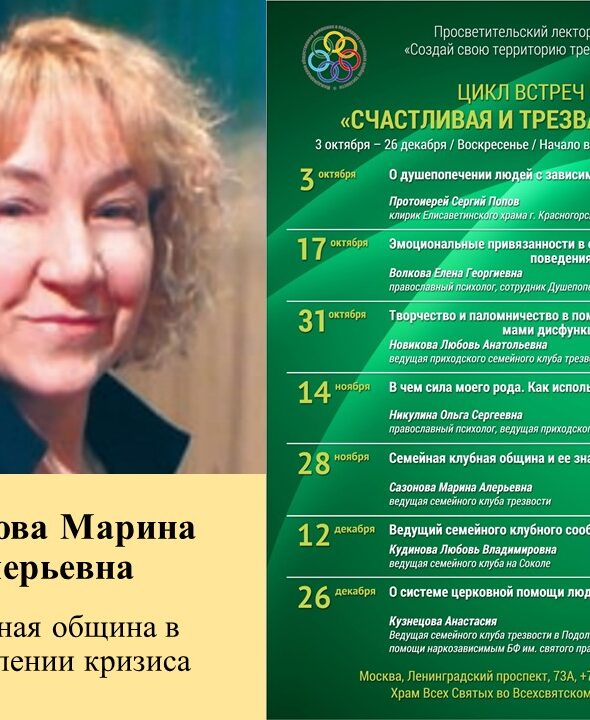 ова Марина
ерьевна
ная община в
лении кризиса
Просветительский лектор
«Создай свою территорию тре
ЦИКЛ ВСТРЕЧ
«СЧАСТЛИВАЯ И ТРЕЗВА
3 октября – 26 декабря / Воскресенье / Начало в
3 октября
О душепопечении людей с зависим
Протоиерей Сергий Попов
клирик Елисаветинского храма г. Красногорс
17 октября
Эмоциональные привязанности в с
поведения
Волкова Елена Георгиевна
православный психолог, сотрудник Душепопе
31 октября
Творчество и паломничество в пом
мами дисфункц
Новикова Любовь Анатольевна
ведущая приходского семейного клуба трезво
14 ноября
В чем сила моего рода. Как исполь
Никулина Ольга Сергеевна
православный психолог, ведущая приходског
28 ноября
Семейная клубная община и ее зна
Сазонова Марина Алерьевна
ведущая семейного клуба трезвости
12 декабря
Ведущий семейного клубного сооб
Кудинова Любовь Владимировна
ведущая семейного клуба на Соколе
26 декабря
О системе церковной помощи люд
Кузнецова Анастасия
Ведущая семейного клуба трезвости в Подол
помощи наркозависимым БФ им. святого пра
Москва, Ленинградский проспект, 73А, +7
Храм Всех Святых во Всехсвятском